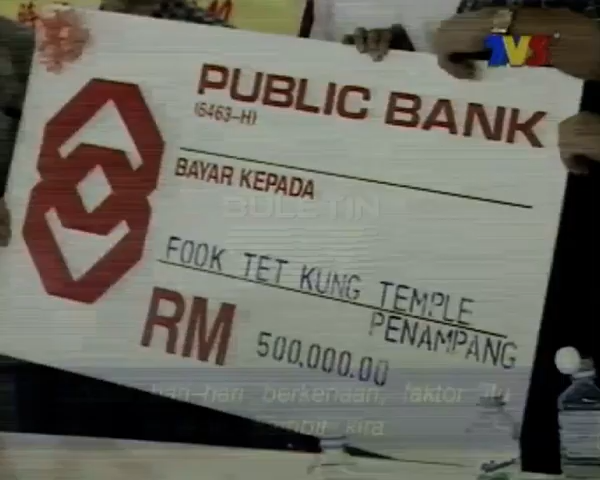 TV3
PUBLIC BANK
(6463-H)
BAYAR KEPADA
BULETIN
FOOK TET KUNG TEMPLE
PENAMPANG
RM 500,000.00
berkenaan, faktor itu
kira